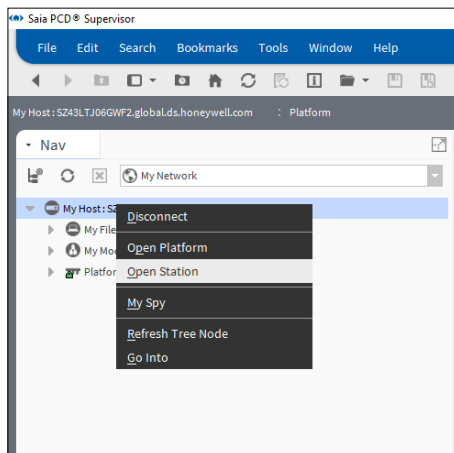 Saia PCD® Supervisor
File Edit Search Bookmarks Tools Window Help
My Host : SZ43LTJ06GWF2.global.ds.honeywell.com : Platform
Nav
My Network
My Host : SZ
My File
My Mo
Platfor
Disconnect
Open Platform
Open Station
My Spy
Refresh Tree Node
Go Into